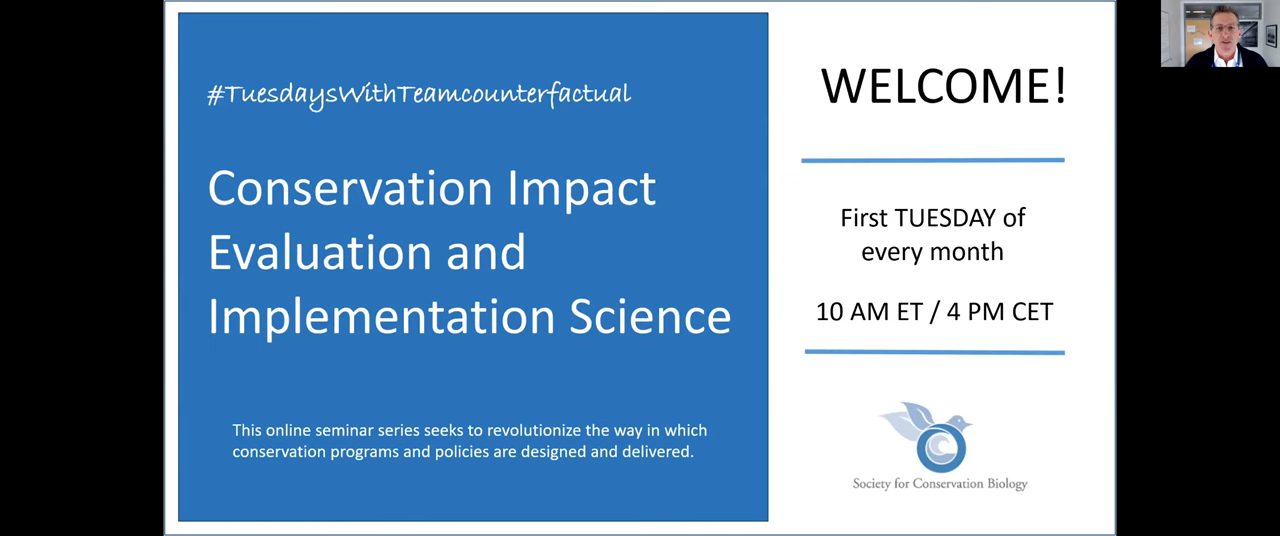 #TuesdaysWithTeamcounterfactual
Conservation Impact
Evaluation and
Implementation Science
This online seminar series seeks to revolutionize the way in which
conservation programs and policies are designed and delivered.
WELCOME!
First TUESDAY of
every month
10 AM ET / 4 PM CET
Society for Conservation Biology